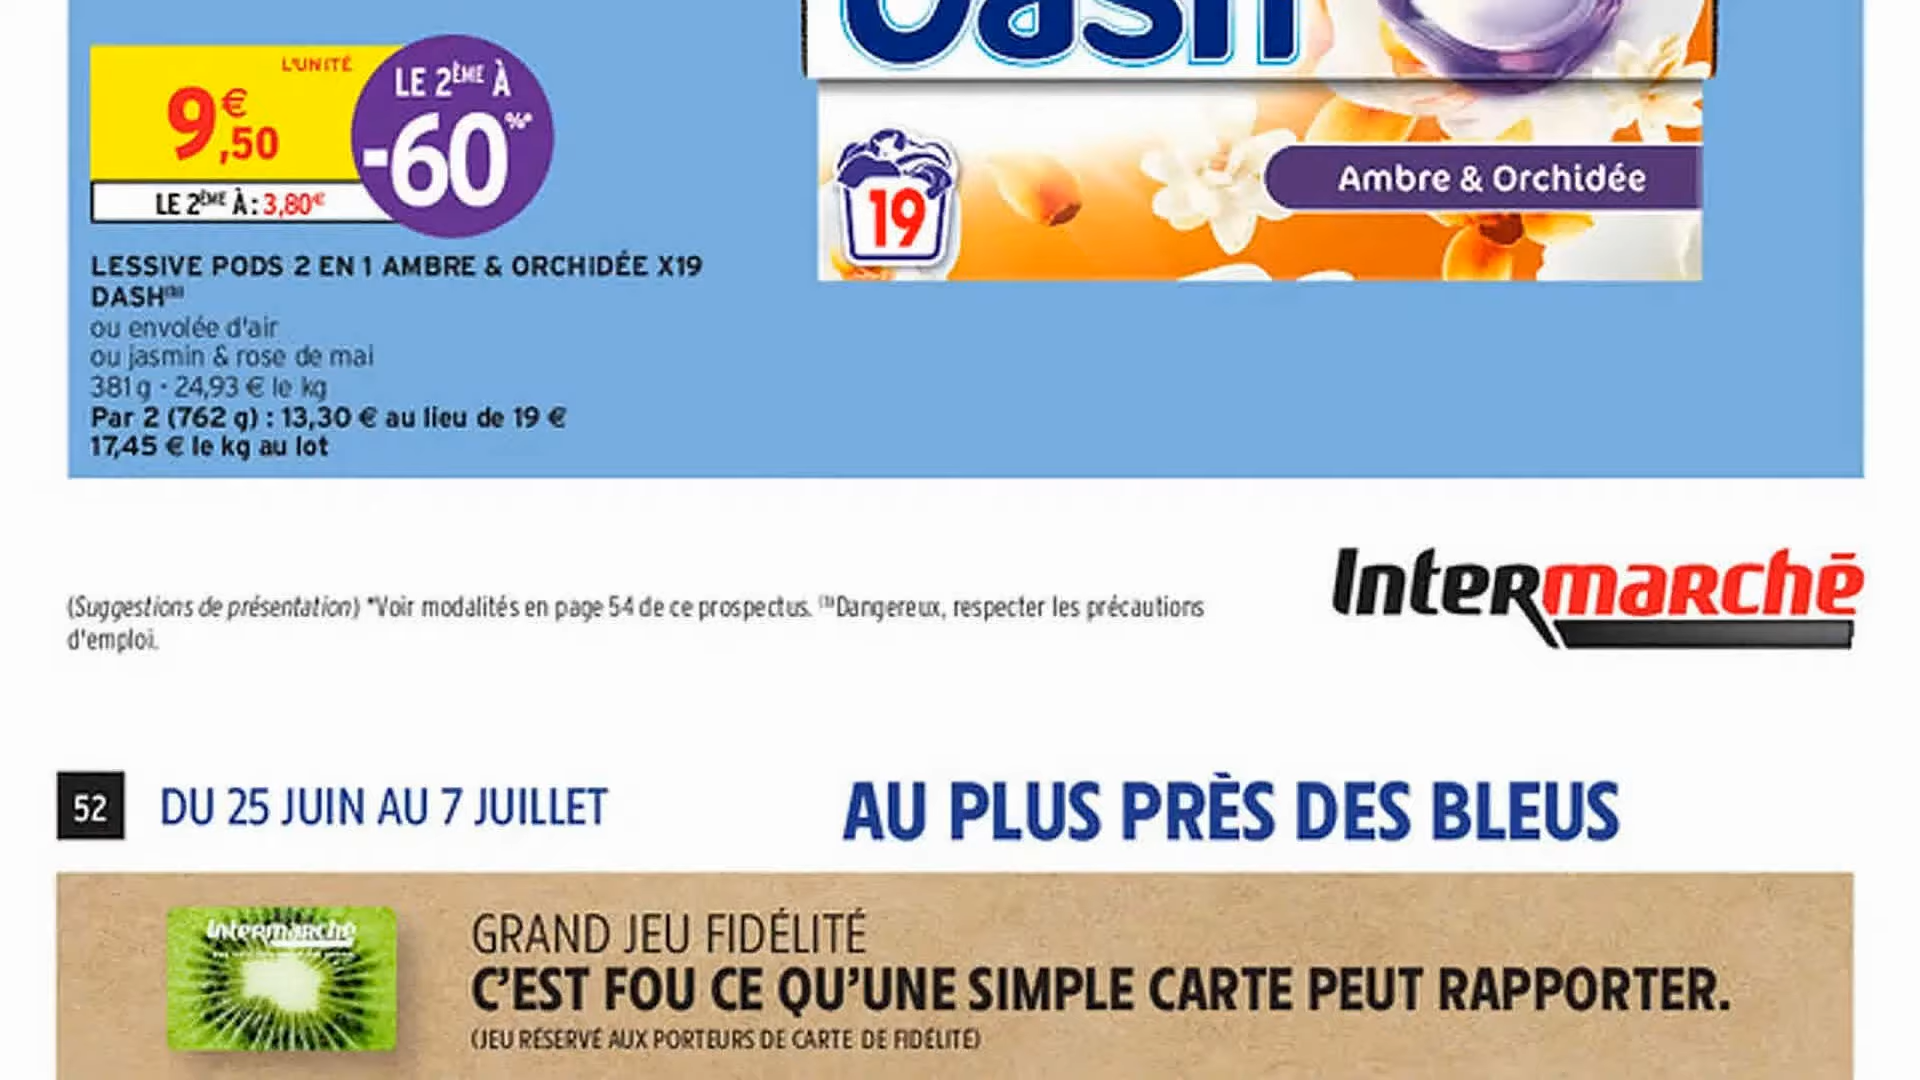 Dash
L'UNITÉ
LE 2ÈME À
9€,50
-60%*
LE 2ÈME À : 3,80€
Ambre & Orchidée
19
LESSIVE PODS 2 EN 1 AMBRE & ORCHIDÉE X19
DASH
ou envolée d'air
ou jasmin & rose de mai
381 g - 24,93 € le kg
Par 2 (762 g) : 13,30 € au lieu de 19 €
17,45 € le kg au lot
Intermarchē
(Suggestions de présentation) *Voir modalités en page 54 de ce prospectus. Dangereux, respecter les précautions
d'emploi.
52 DU 25 JUIN AU 7 JUILLET AU PLUS PRÈS DES BLEUS
Intermarché
GRAND JEU FIDÉLITÉ
C'EST FOU CE QU'UNE SIMPLE CARTE PEUT RAPPORTER.
(JEU RÉSERVÉ AUX PORTEURS DE CARTE DE FIDÉLITÉ)